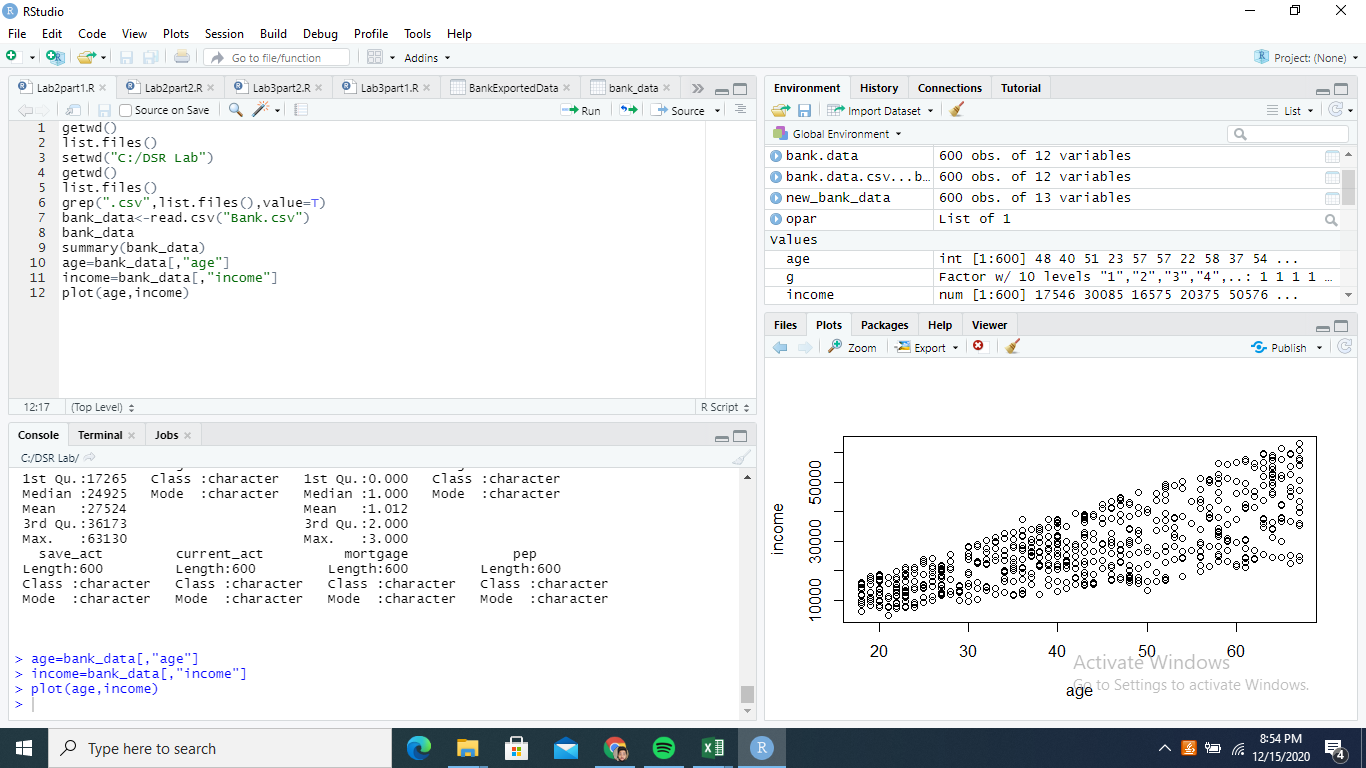 RStudio
File Edit Code View Plots Session Build Debug Profile Tools Help
Go to file/function Addins Project: (None)
Lab2part1.R Lab2part2.R Lab3part2.R Lab3part1.R BankExportedData bank_data
Source on Save Run Source
1 getwd()
2 list.files()
3 setwd("C:/DSR Lab")
4 getwd()
5 list.files()
6 grep(".csv",list.files(),value=T)
7 bank_data<-read.csv("Bank.csv")
8 bank_data
9 summary(bank_data)
10 age=bank_data[,"age"]
11 income=bank_data[,"income"]
12 plot(age,income)
12:17 (Top Level) R Script
Console Terminal Jobs
C:/DSR Lab/
1st Qu.:17265 Class :character 1st Qu.:0.000 Class :character
Median :24925 Mode :character Median :1.000 Mode :character
Mean :27524 Mean :1.012
3rd Qu.:36173 3rd Qu.:2.000
Max. :63130 Max. :3.000
save_act current_act mortgage pep
Length:600 Length:600 Length:600 Length:600
Class :character Class :character Class :character Class :character
Mode :character Mode :character Mode :character Mode :character
> age=bank_data[,"age"]
> income=bank_data[,"income"]
> plot(age,income)
>
Environment History Connections Tutorial
Import Dataset List
Global Environment
bank.data 600 obs. of 12 variables
bank.data.csv...b... 600 obs. of 12 variables
new_bank_data 600 obs. of 13 variables
opar List of 1
Values
age int [1:600] 48 40 51 23 57 57 22 58 37 54 ...
g Factor w/ 10 levels "1","2","3","4",..: 1 1 1 1 ...
income num [1:600] 17546 30085 16575 20375 50576 ...
Files Plots Packages Help Viewer
Zoom Export Publish
income
50000
30000
10000
20 30 40 50 60
age
Activate Windows
Go to Settings to activate Windows.
Type here to search
8:54 PM
12/15/2020
4